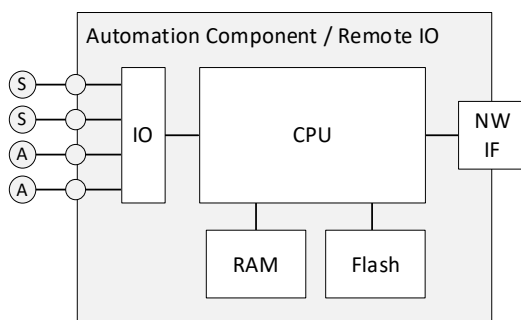 Automation Component / Remote IO
S
S
A
A
IO
CPU
NW
IF
RAM
Flash